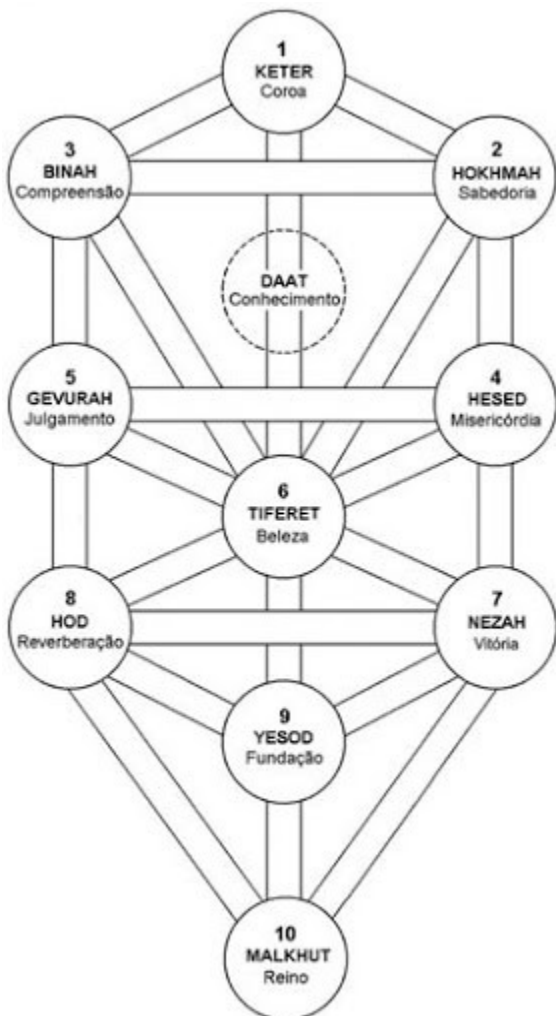 1
KETER
Coroa
3
BINAH
Compreensão
2
HOKHMAH
Sabedoria
DAAT
Conhecimento
5
GEVURAH
Julgamento
4
HESED
Misericórdia
6
TIFERET
Beleza
8
HOD
Reverberação
7
NEZAH
Vitória
9
YESOD
Fundação
10
MALKHUT
Reino